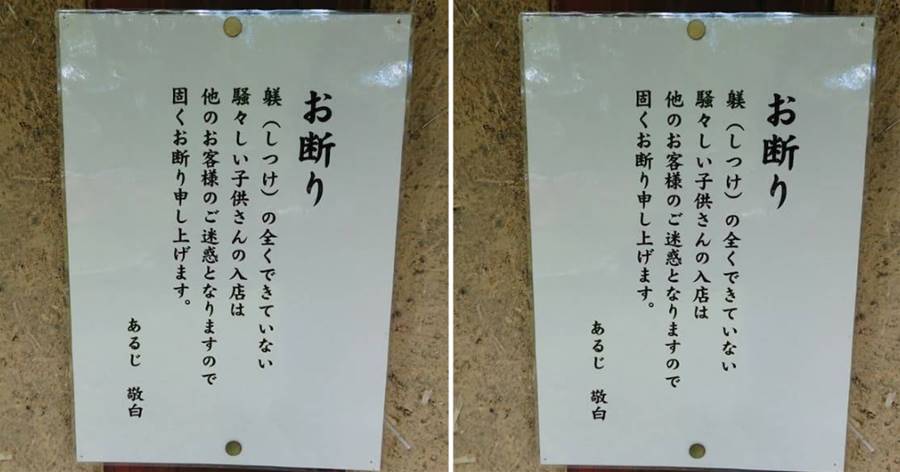 お断り
躾（しつけ）の全くできていない
騒々しい子供さんの入店は
他のお客様のご迷惑となりますので
固くお断り申し上げます。
あるじ　敬白
お断り
躾（しつけ）の全くできていない
騒々しい子供さんの入店は
他のお客様のご迷惑となりますので
固くお断り申し上げます。
あるじ　敬白